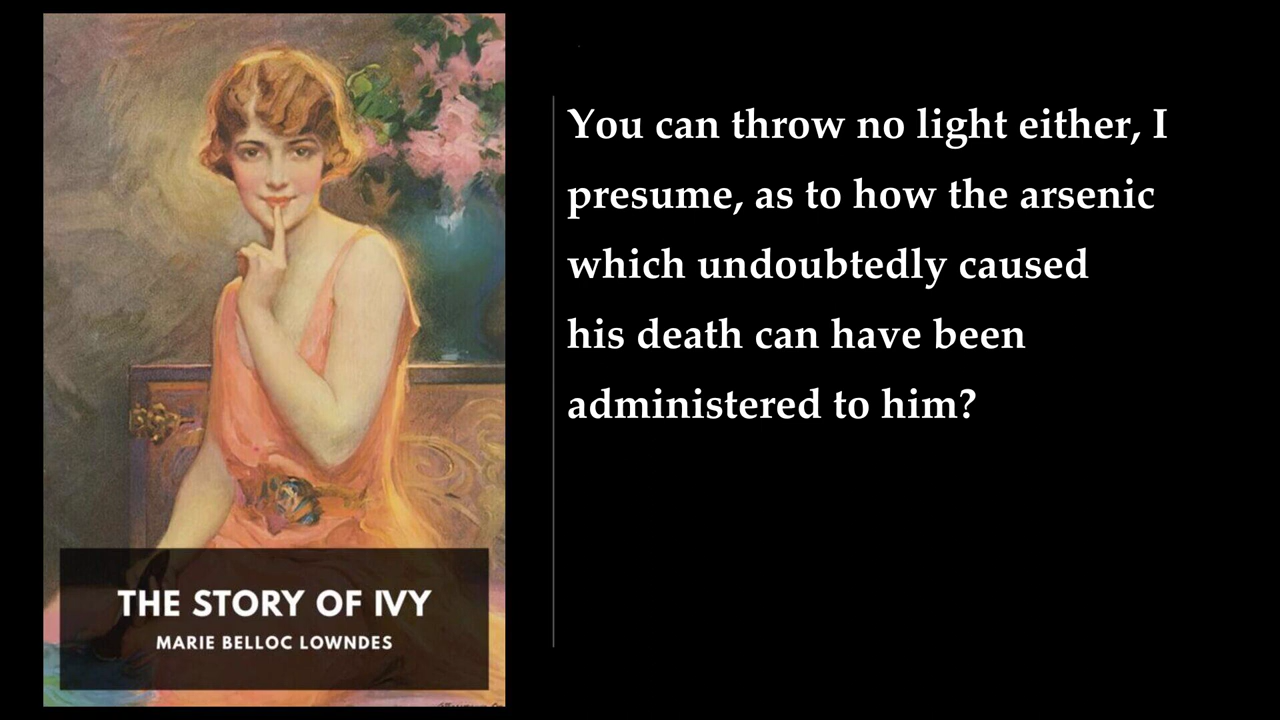 You can throw no light either, I
presume, as to how the arsenic
which undoubtedly caused
his death can have been
administered to him?
THE STORY OF IVY
MARIE BELLOC LOWNDES